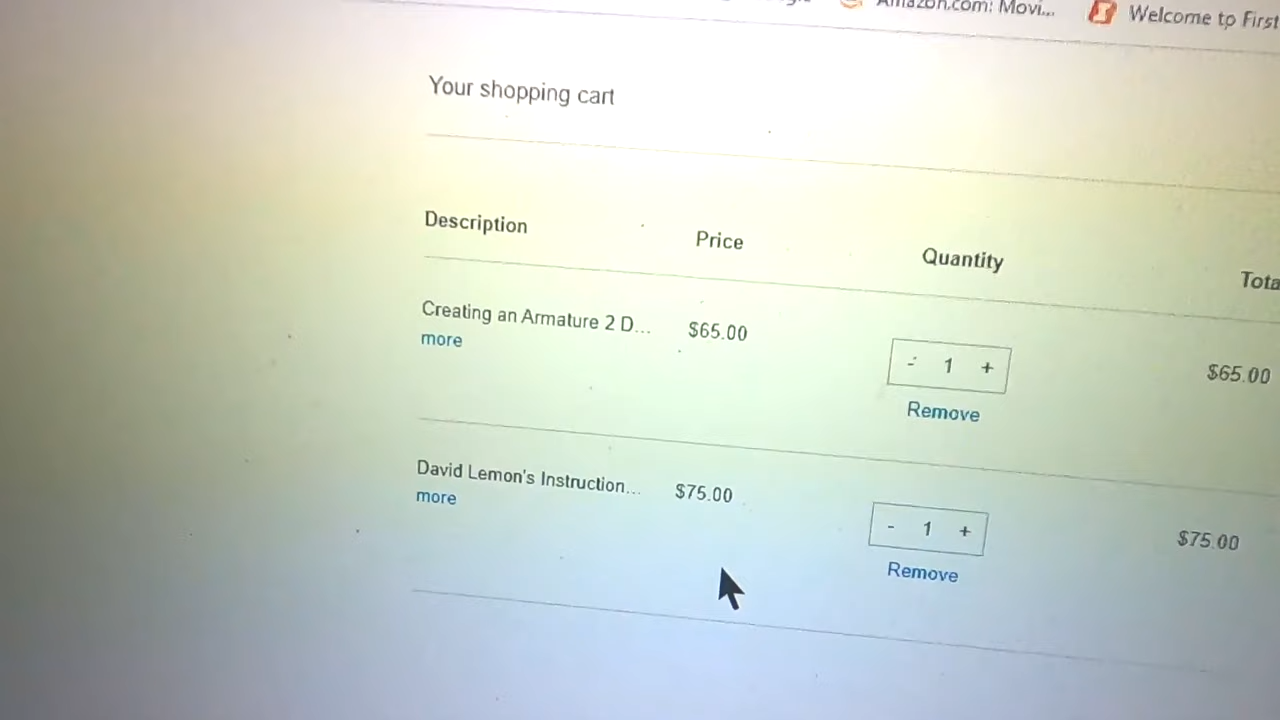 Amazon.com: Movi... Welcome to First
Your shopping cart
Description Price Quantity Tota
Creating an Armature 2 D... $65.00 - 1 + $65.00
more
Remove
David Lemon's Instruction... $75.00 - 1 + $75.00
more
Remove